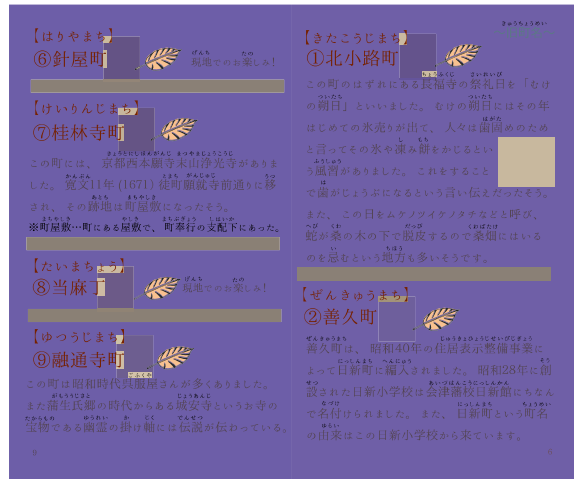 【はりやまち】
⑥針屋町
現地でのお楽しみ!
【けいりんじまち】
⑦桂林寺町
この町には、京都西本願寺末山浄光寺がありま
した。寛文11年(1671)徒町願就寺前通りに移
され、その跡地は町屋敷になったそう。
※町屋敷…町にある屋敷で、町奉行の支配下にあった。
【たいまちょう】
⑧当麻丁
現地でのお楽しみ!
【ゆつうじまち】
⑨融通寺町
この町は昭和時代呉服屋さんが多くありました。
また蒲生氏郷の時代からある城安寺というお寺の
宝物である幽霊の掛け軸には伝説が伝わっている。
【きたこうじまち】
①北小路町
この町のはずれにある長福寺の祭礼日を「むけ
の朔日」といいました。むけの朔日にはその年
はじめての氷売りが出て、人々は歯固めのため
と言ってその氷や凍み餅をかじるとい
う風習がありました。これをすること
で歯がじょうぶになるという言い伝えだったそう。
また、この日をムケノツイタノタチなどと呼び、
蛇が桑の木の下で脱皮するので桑畑にはいる
のを忌むという地方も多いそうです。
【ぜんきゅうまち】
②善久町
善久町は、昭和40年の住居表示整備事業に
よって日新町に編入されました。昭和28年に創
設された日新小学校は会津藩校日新館にちなん
で名付けられました。また、日新町という町名
の由来はこの日新小学校から来ています。